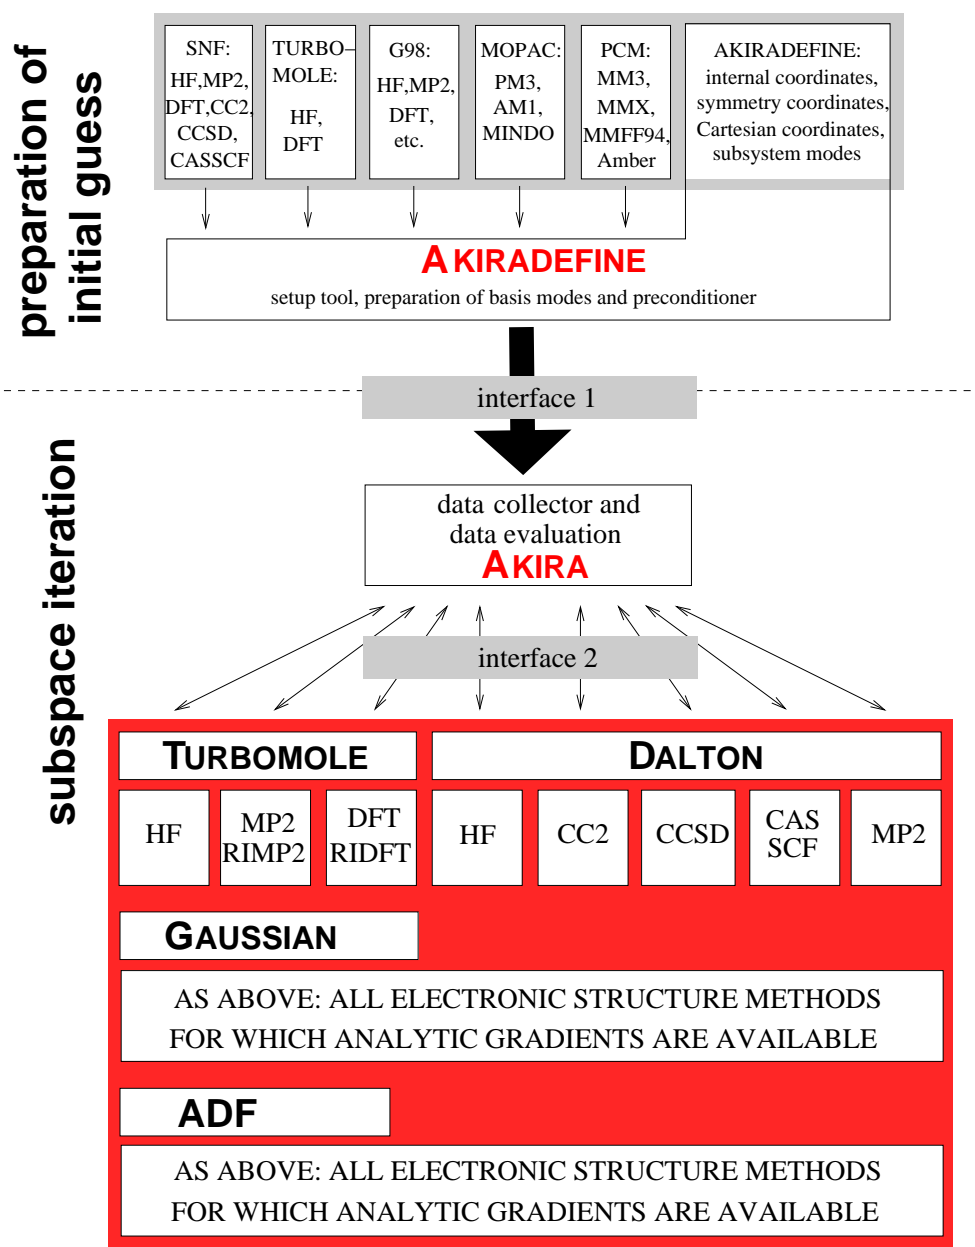 preparation of
initial guess
SNF:
HF,MP2,
DFT,CC2,
CCSD,
CASSCF
TURBO–
MOLE:
HF,
DFT
G98:
HF,MP2,
DFT,
etc.
MOPAC:
PM3,
AM1,
MINDO
PCM:
MM3,
MMX,
MMFF94,
Amber
AKIRADEFINE:
internal coordinates,
symmetry coordinates,
Cartesian coordinates,
subsystem modes
AKIRADEFINE
setup tool, preparation of basis modes and preconditioner
interface 1
subspace iteration
data collector and
data evaluation
AKIRA
interface 2
TURBOMOLE
DALTON
HF
MP2
RIMP2
DFT
RIDFT
HF
CC2
CCSD
CAS
SCF
MP2
GAUSSIAN
AS ABOVE: ALL ELECTRONIC STRUCTURE METHODS
FOR WHICH ANALYTIC GRADIENTS ARE AVAILABLE
ADF
AS ABOVE: ALL ELECTRONIC STRUCTURE METHODS
FOR WHICH ANALYTIC GRADIENTS ARE AVAILABLE